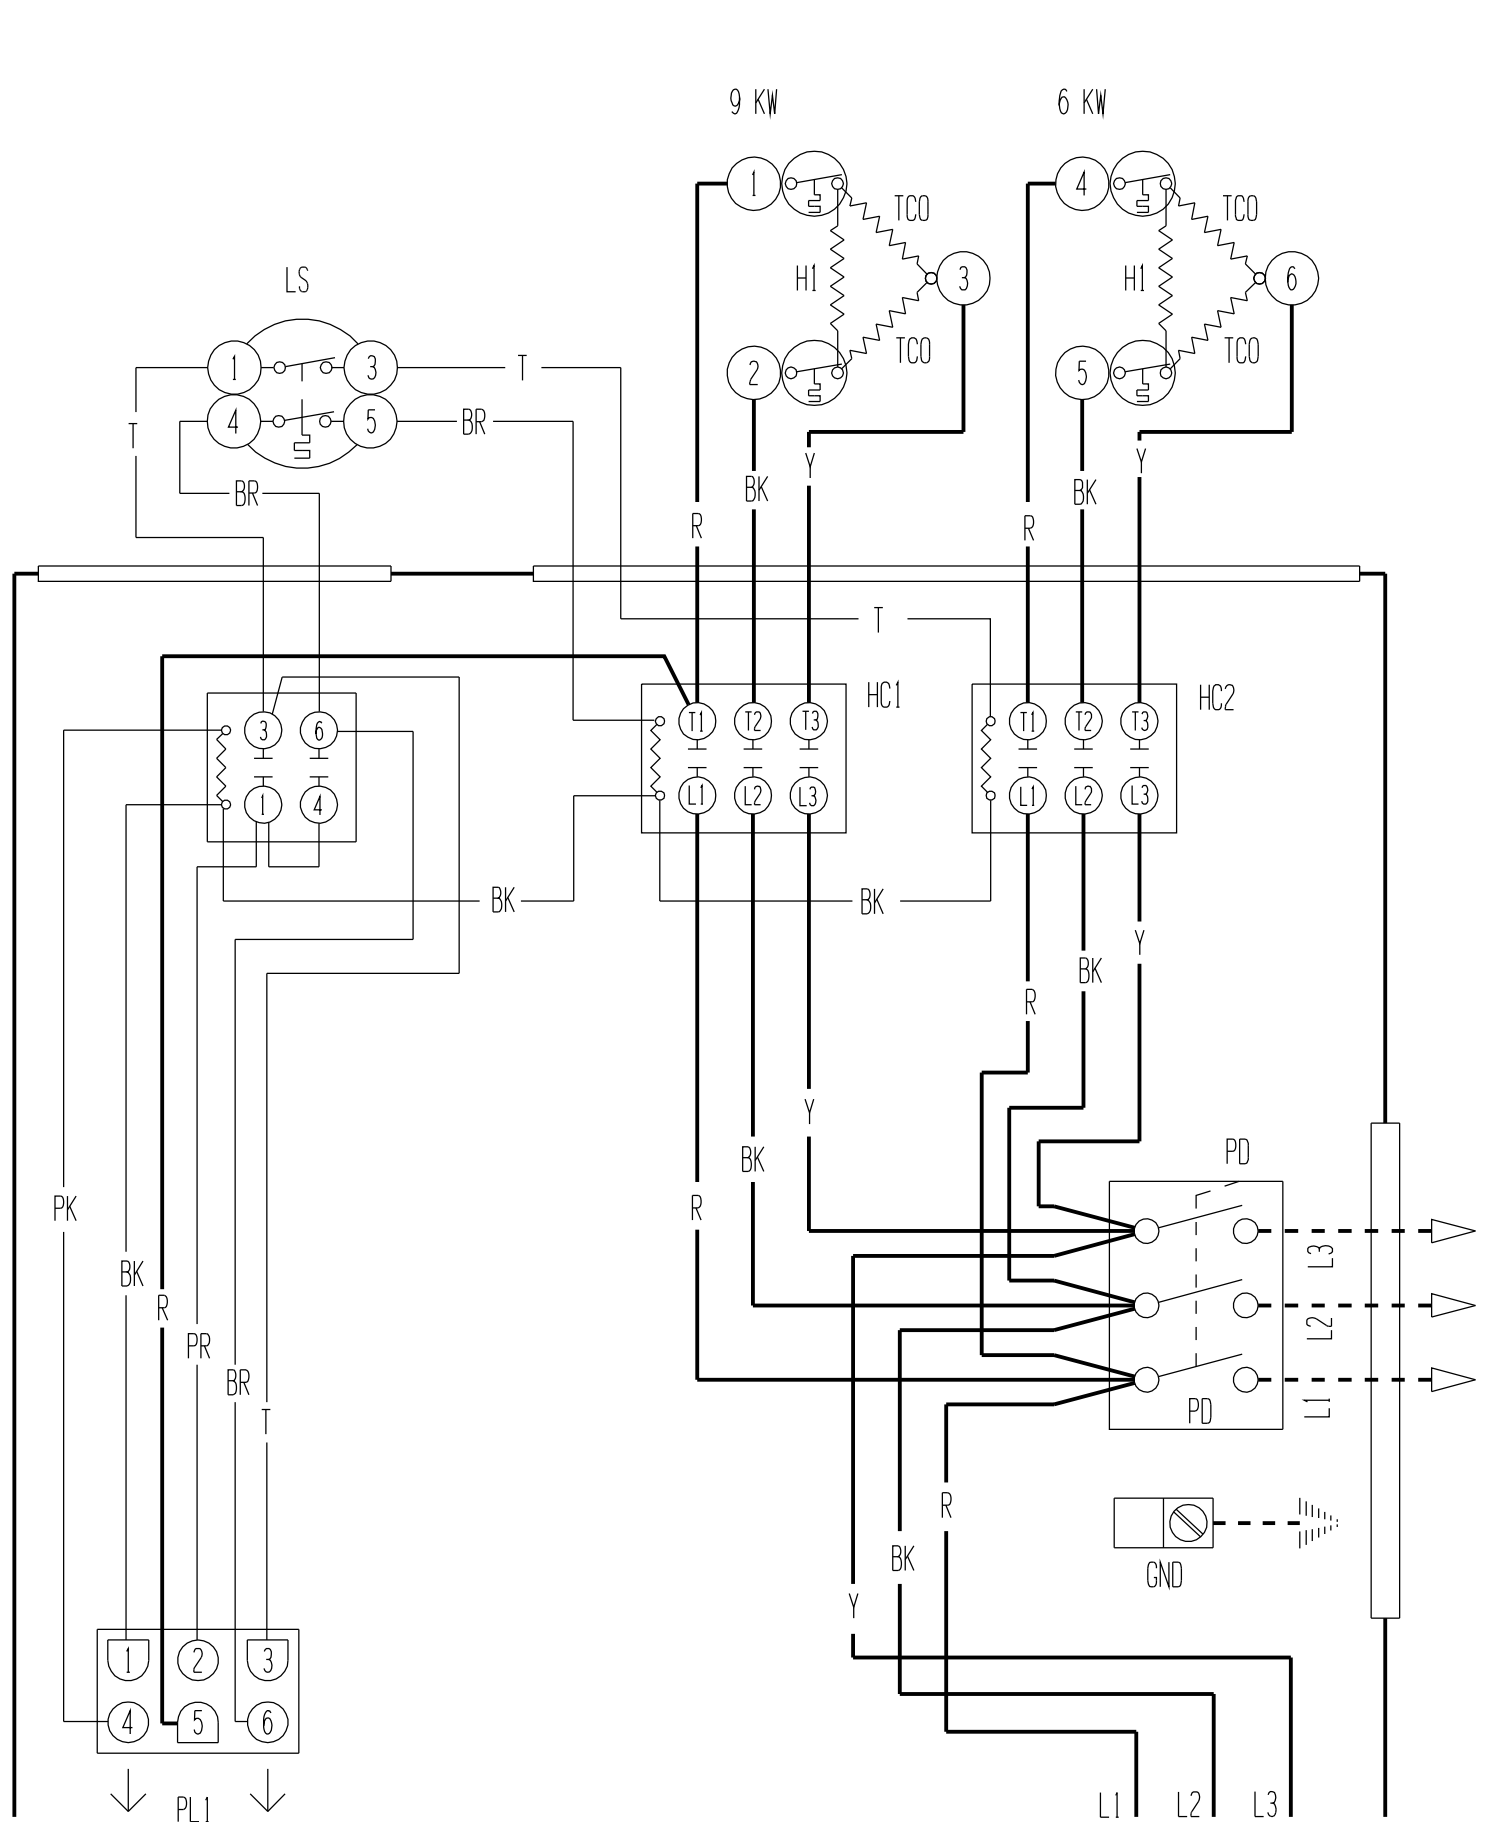 9 KW 6 KW
1 4
TCO TCO
LS H1 3 H1 6
TCO TCO
1 3 T 2 5
T 4 5 BR Y Y
BR BK BK
R R
T
HC1 HC2
3 6 T1 T2 T3 T1 T2 T3
1 4 L1 L2 L3 L1 L2 L3
BK BK
Y
BK
R
Y
BK PD
PK R
BK L3
R L2
PR
BR L1
T PD
R
BK GND
Y
1 2 3
4 5 6
PL1 L1 L2 L3